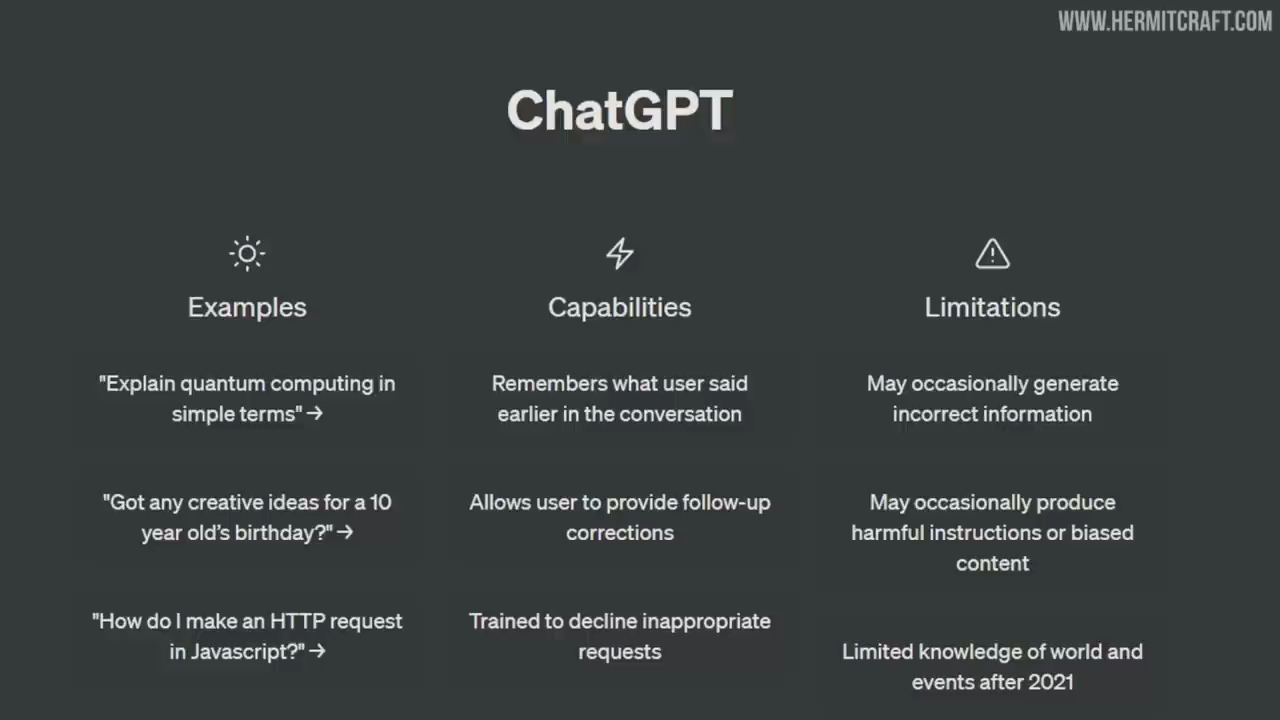 WWW.HERMITCRAFT.COM
ChatGPT
Examples
"Explain quantum computing in
simple terms" →
"Got any creative ideas for a 10
year old’s birthday?" →
"How do I make an HTTP request
in Javascript?" →
Capabilities
Remembers what user said
earlier in the conversation
Allows user to provide follow-up
corrections
Trained to decline inappropriate
requests
Limitations
May occasionally generate
incorrect information
May occasionally produce
harmful instructions or biased
content
Limited knowledge of world and
events after 2021